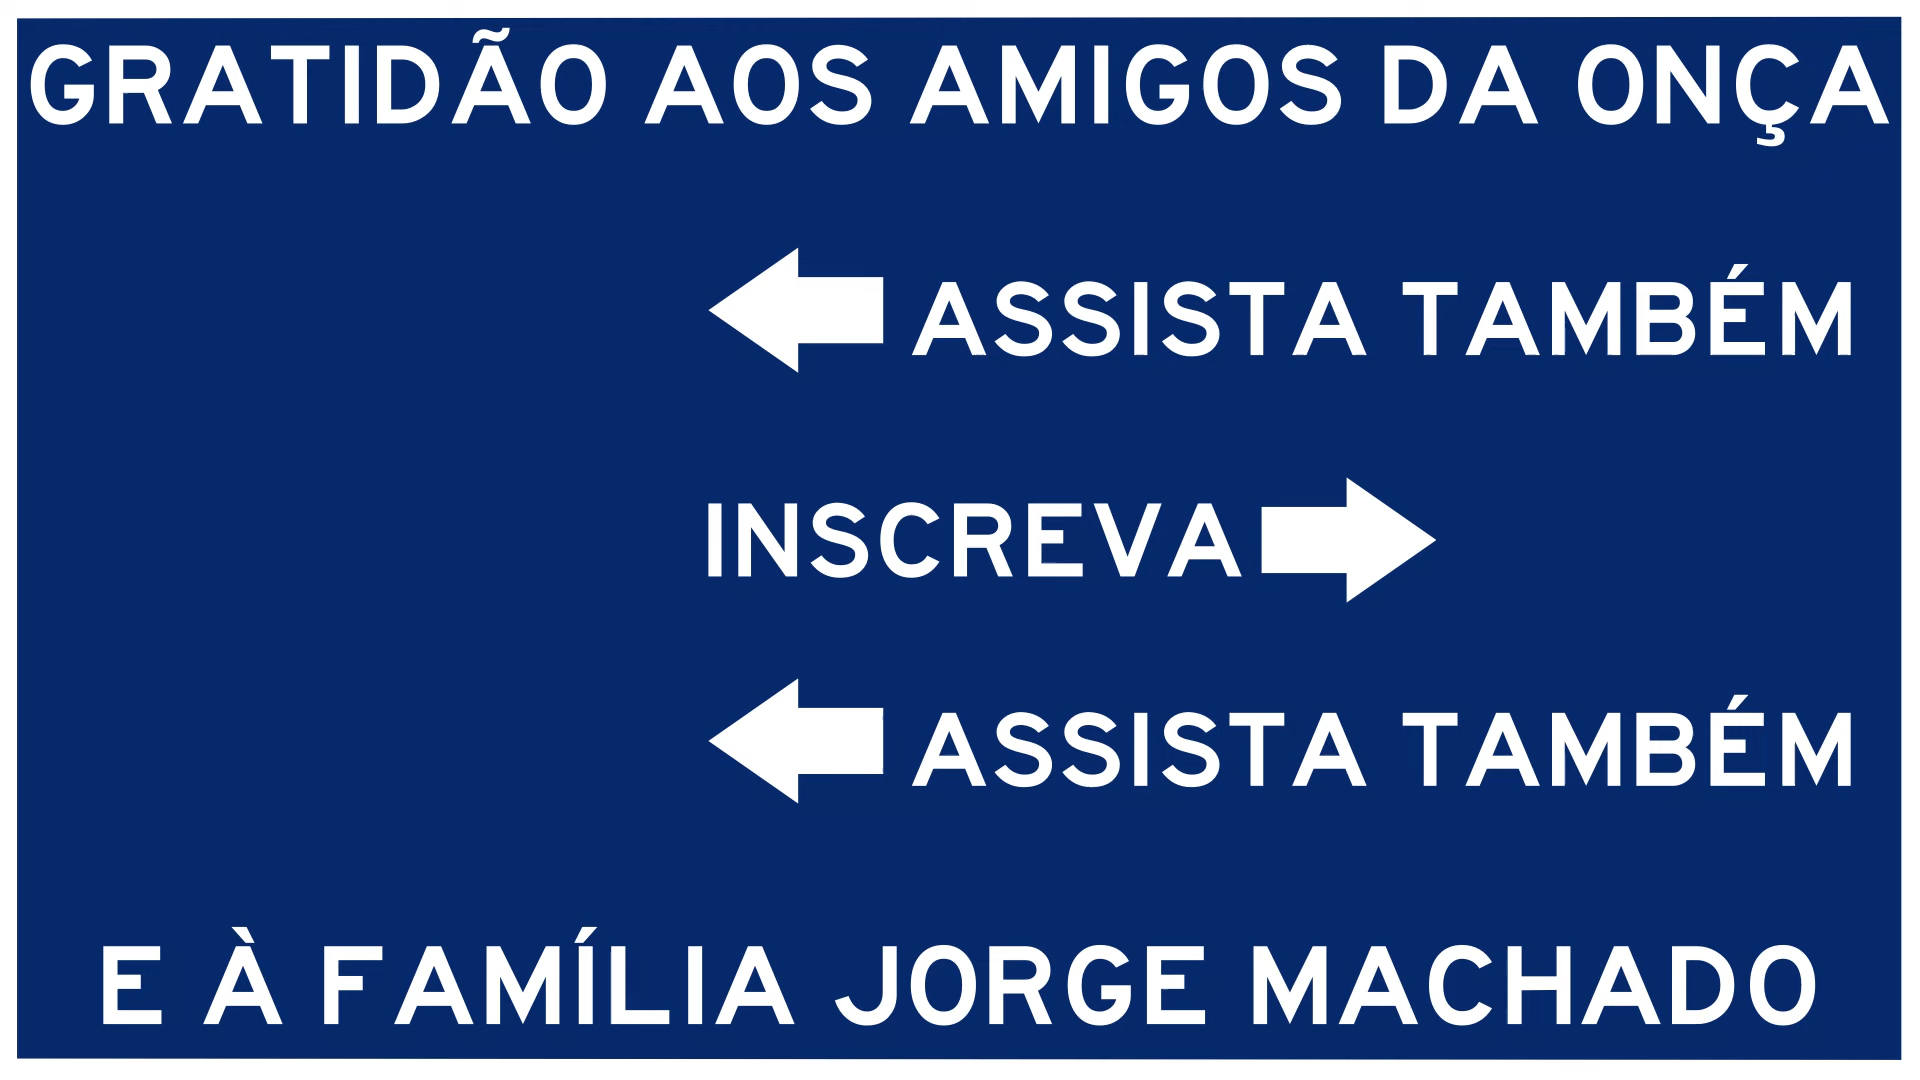 GRATIDÃO AOS AMIGOS DA ONÇA
ASSISTA TAMBÉM
INSCREVA
ASSISTA TAMBÉM
E À FAMÍLIA JORGE MACHADO